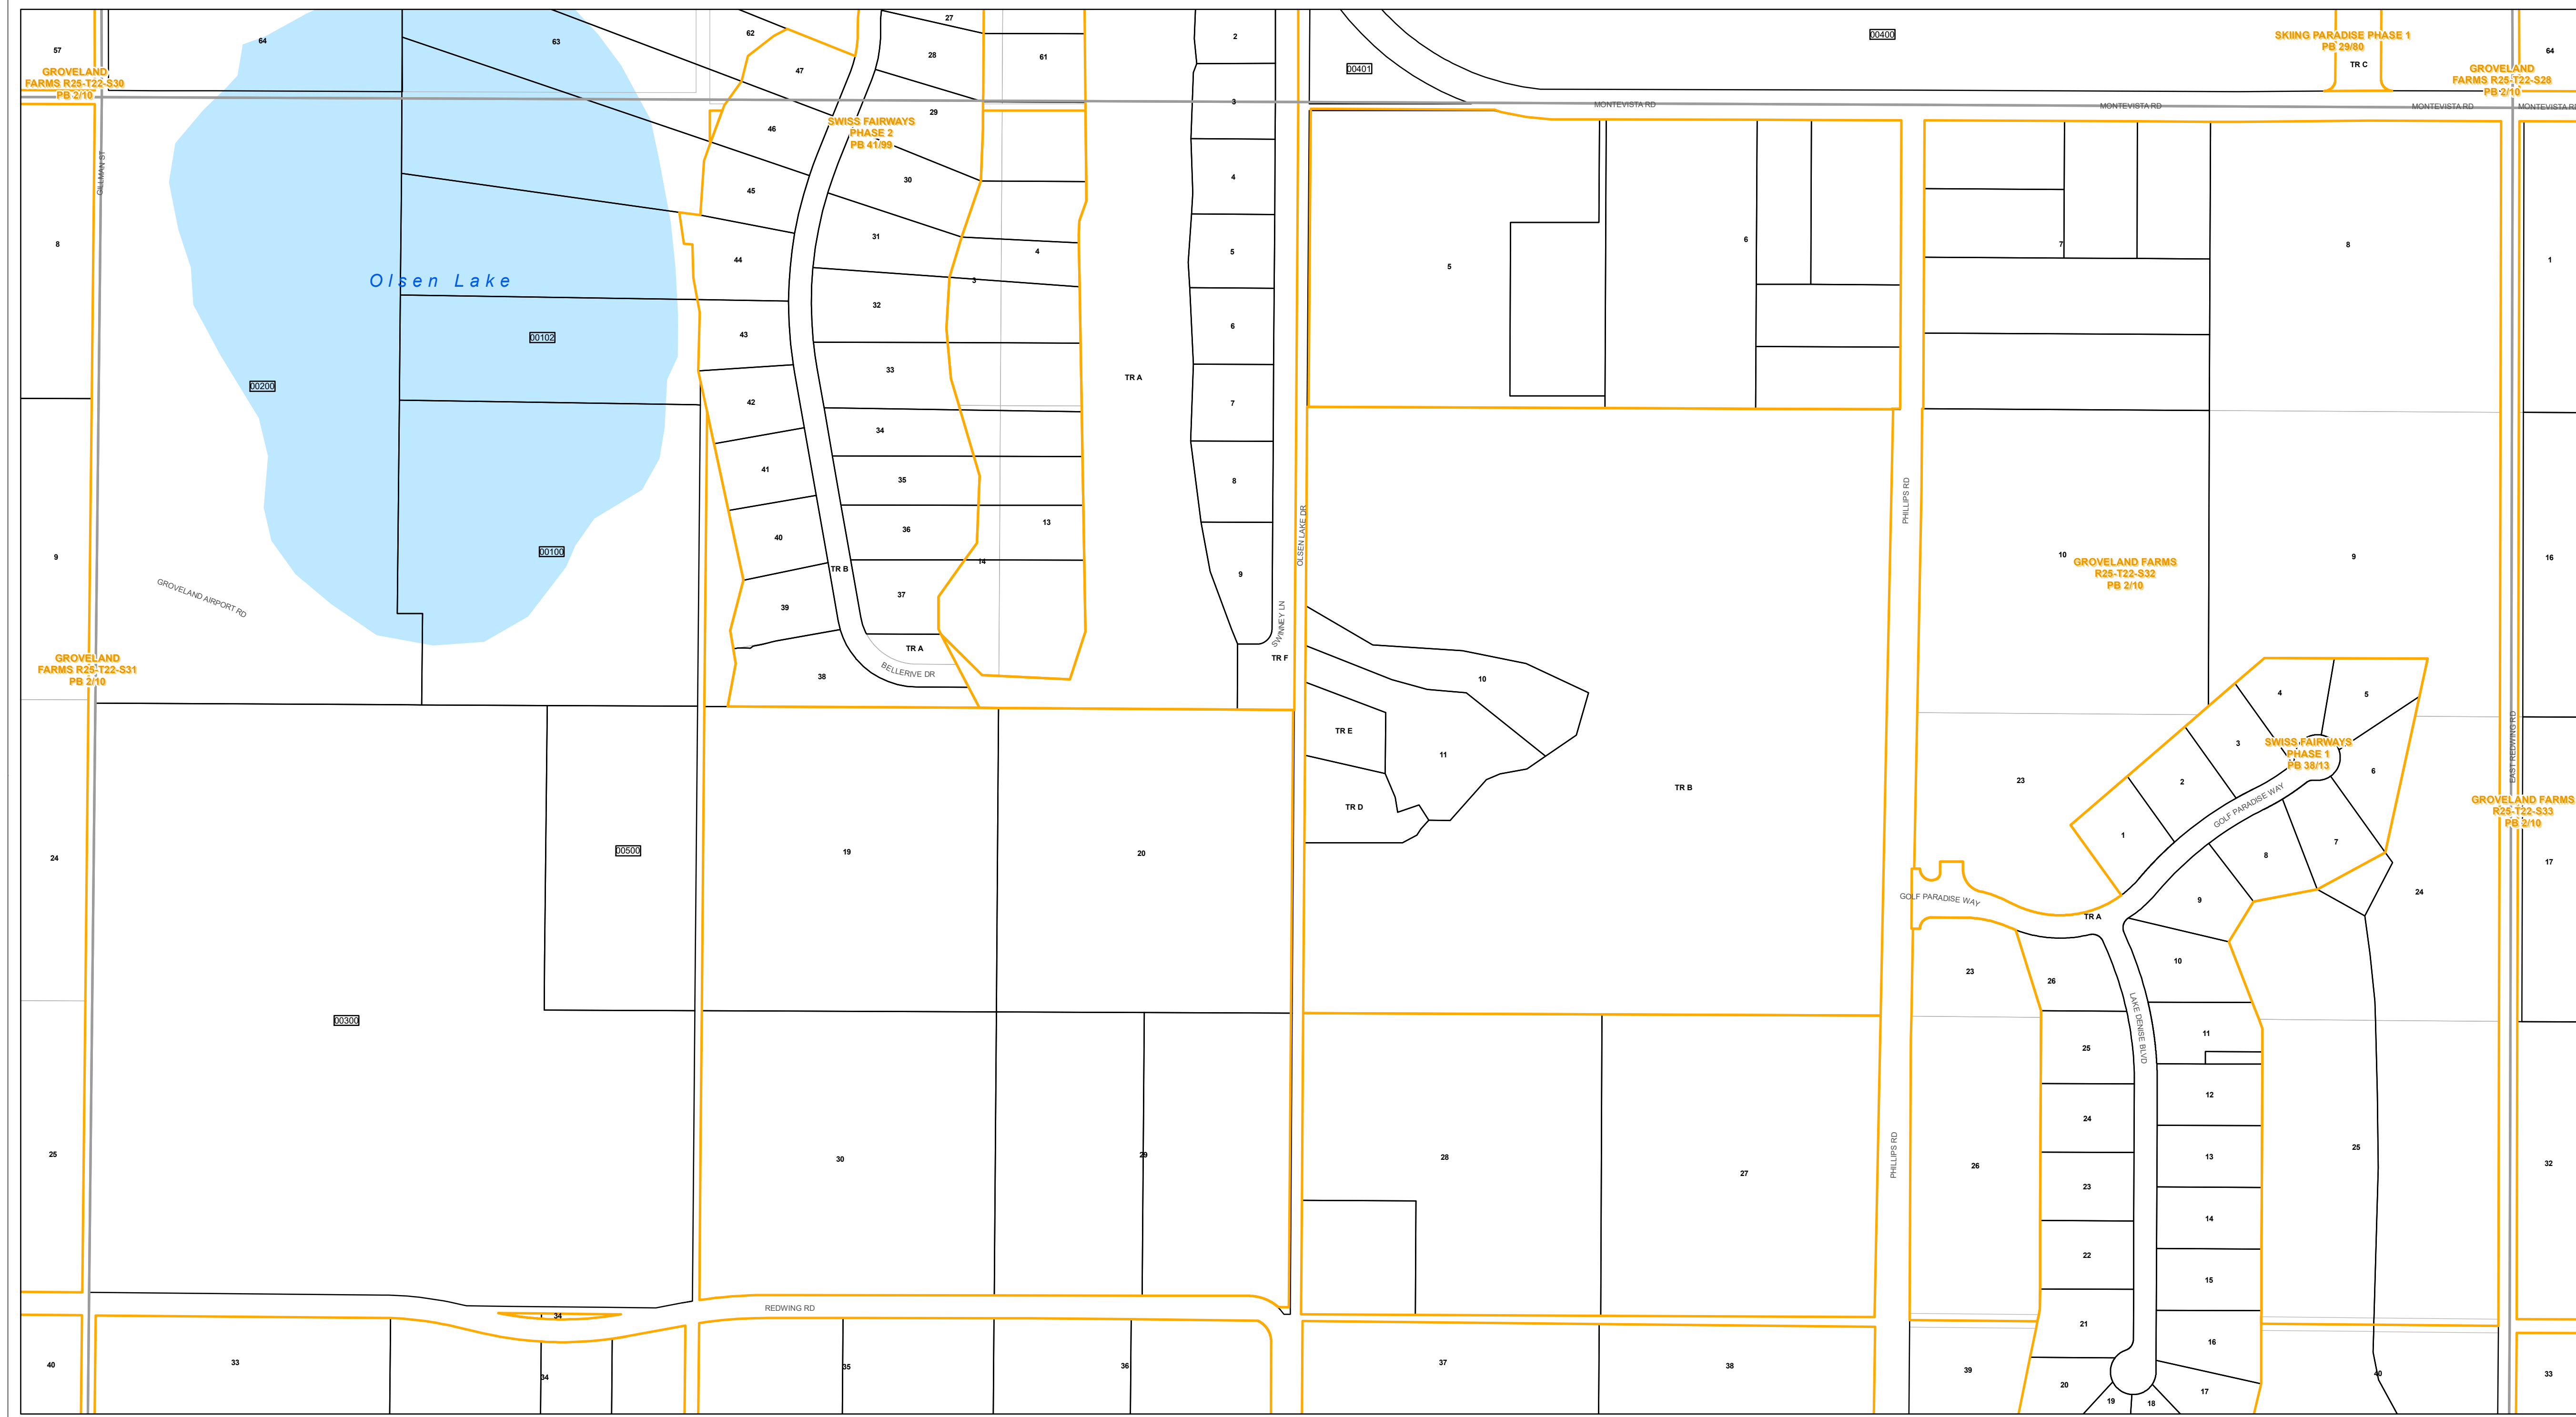 57
64
63
62
27
28
61
2
00401
00400
SKIING PARADISE PHASE 1
PB 29/80
TR C
GROVELAND
FARMS R25-T22-S28
PB 2/10
64
GROVELAND
FARMS R25-T22-S30
PB 2/10
47
3
MONTEVISTA RD
MONTEVISTA RD
MONTEVISTA RD
MONTEVISTA RD
46
SWISS FAIRWAYS
PHASE 2
PB 41/99
29
GILLMAN ST
45
30
4
8
44
31
3
4
5
5
6
7
8
1
Olsen Lake
00102
43
32
6
00200
42
33
TR A
7
41
34
8
9
00100
40
35
36
13
14
TR B
37
39
9
OLSEN LAKE DR
SWINNEY LN
PHILLIPS RD
10
GROVELAND FARMS
R25-T22-S32
PB 2/10
9
16
GROVELAND AIRPORT RD
GROVELAND
FARMS R25-T22-S31
PB 2/10
TR A
BELLERIVE DR
38
TR F
10
TR E
11
TR D
TR B
4
5
3
SWISS FAIRWAYS
PHASE 1
PB 38/13
6
2
1
7
8
9
GOLF PARADISE WAY
23
EAST REDWING RD
GROVELAND FARMS
R25-T22-S33
PB 2/10
17
24
24
00500
19
20
GOLF PARADISE WAY
TR A
23
26
10
LAKE DENISE BLVD
11
00300
25
12
24
13
25
25
30
29
28
27
PHILLIPS RD
26
23
14
32
22
15
21
16
REDWING RD
34
40
33
34
35
36
37
38
39
20
19
18
17
40
33